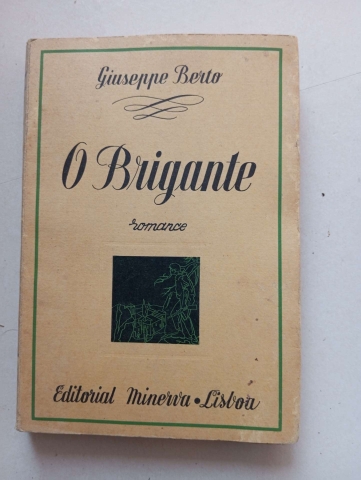 Giuseppe Berto
O Brigante
romance
Editorial Minerva • Lisboa